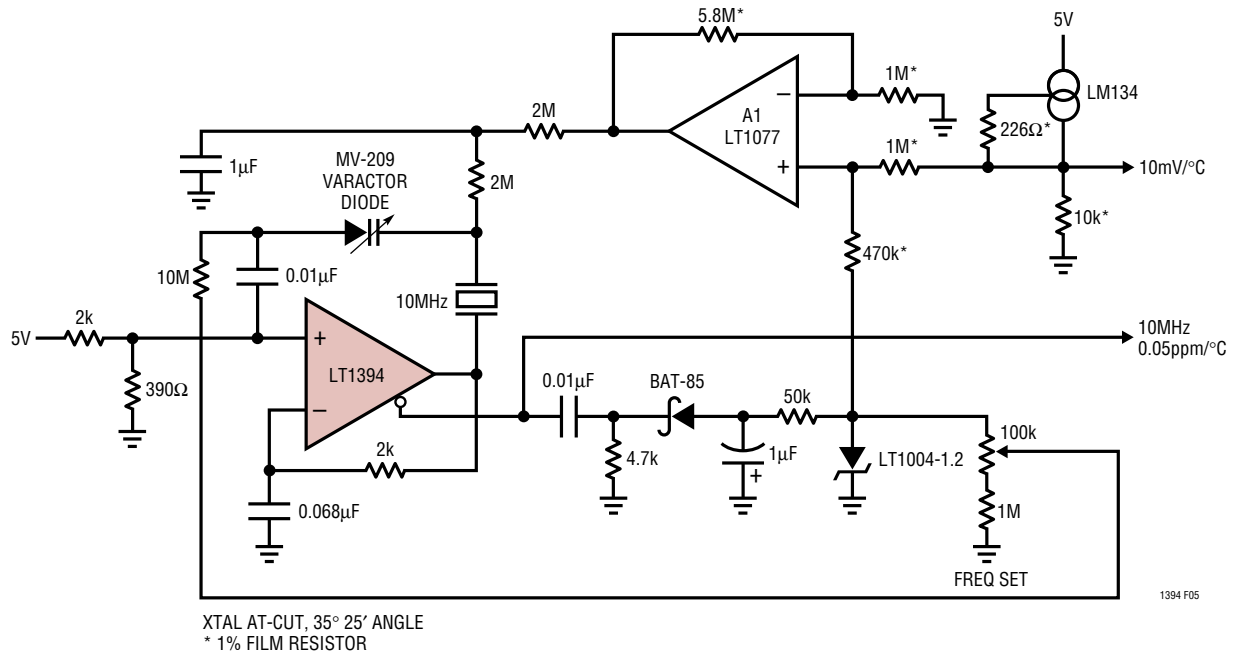 5.8M*
5V
1M*
LM134
2M
A1
LT1077
226Ω*
1M*
10mV/°C
1µF
MV-209
VARACTOR
DIODE
2M
10k*
470k*
10M
0.01µF
10MHz
2k
5V
10MHz
0.05ppm/°C
LT1394
390Ω
0.01µF
BAT-85
50k
100k
2k
4.7k
1µF
LT1004-1.2
0.068µF
1M
FREQ SET
1394 F05
XTAL AT-CUT, 35° 25′ ANGLE
* 1% FILM RESISTOR